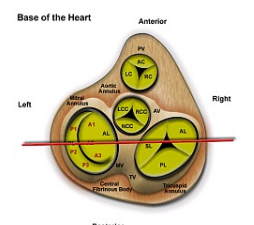 Base of the Heart
Anterior
PV
AC
LC RC
Aortic
Annulus
Mitral
Annulus
Left
Right
LCC RCC AV
NCC
P1 A1
AL
AL
P2
SL
A3
P3
PL
MV
TV
Central
Fibrinous Body
Tricuspid
Annulus